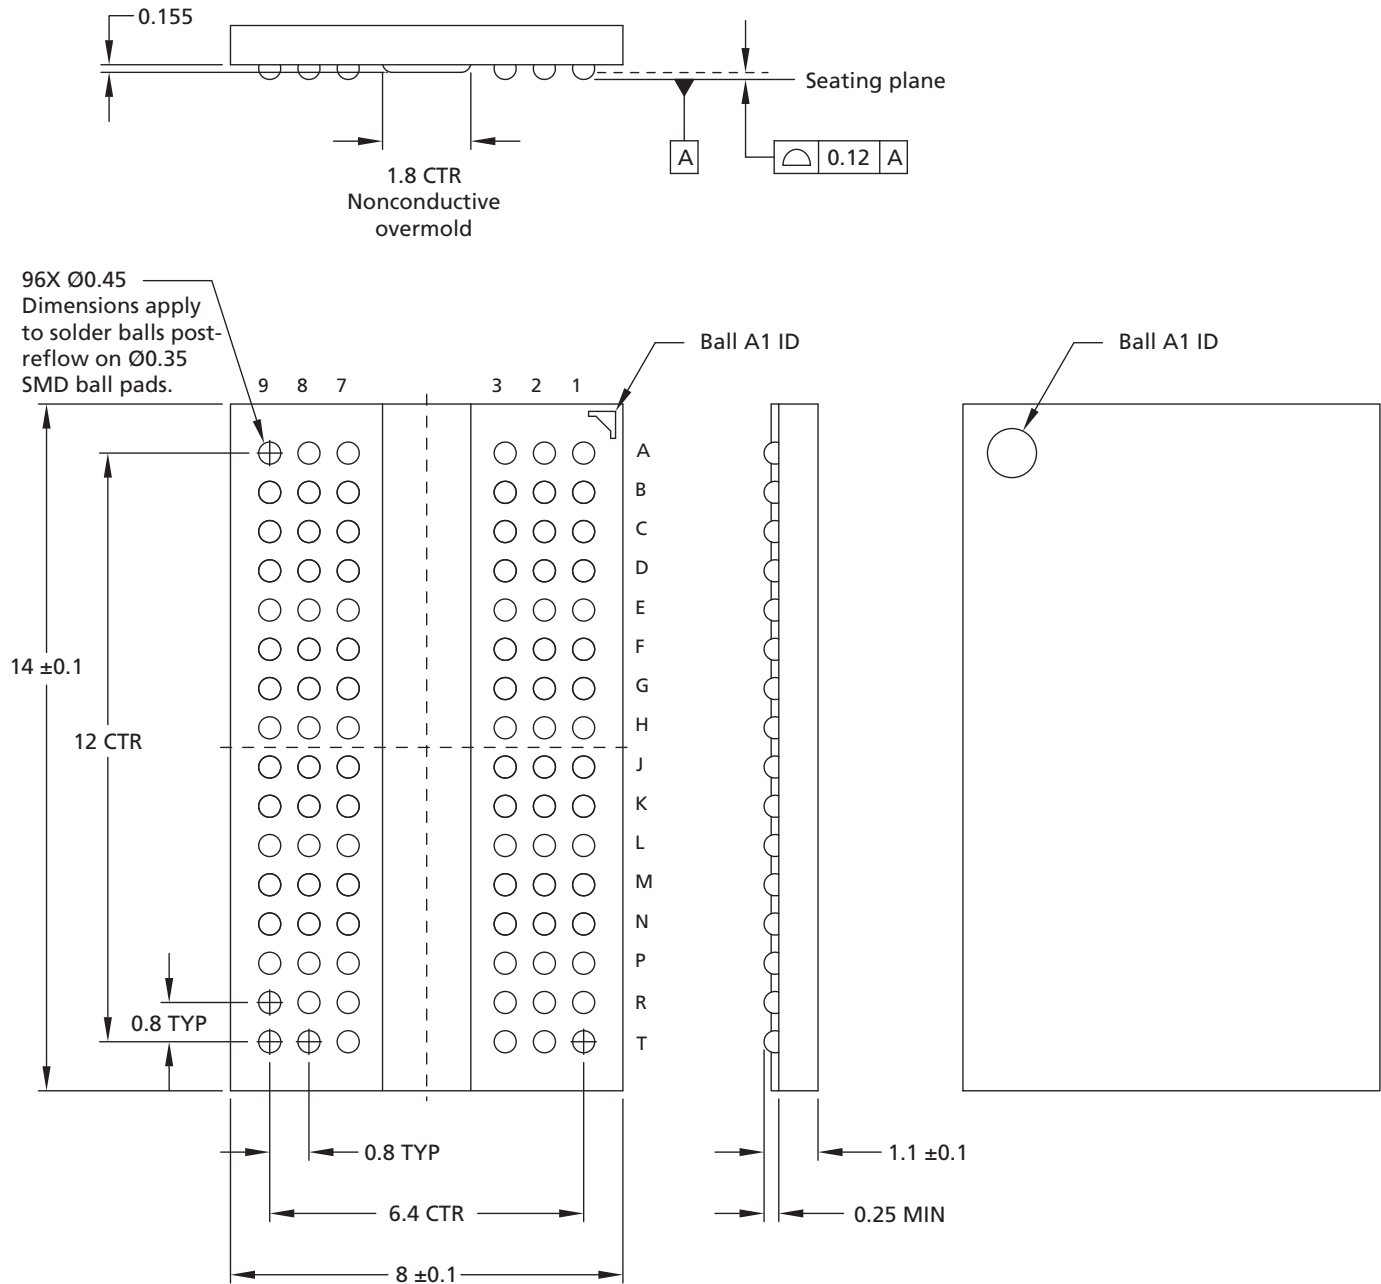 0.155
Seating plane
A
0.12 A
1.8 CTR
Nonconductive
overmold
96X Ø0.45
Dimensions apply
to solder balls post-
reflow on Ø0.35
SMD ball pads.
Ball A1 ID
Ball A1 ID
9 8 7 3 2 1
A
B
C
D
E
F
G
H
J
K
L
M
N
P
R
T
14 ±0.1
12 CTR
0.8 TYP
0.8 TYP
1.1 ±0.1
6.4 CTR
0.25 MIN
8 ±0.1